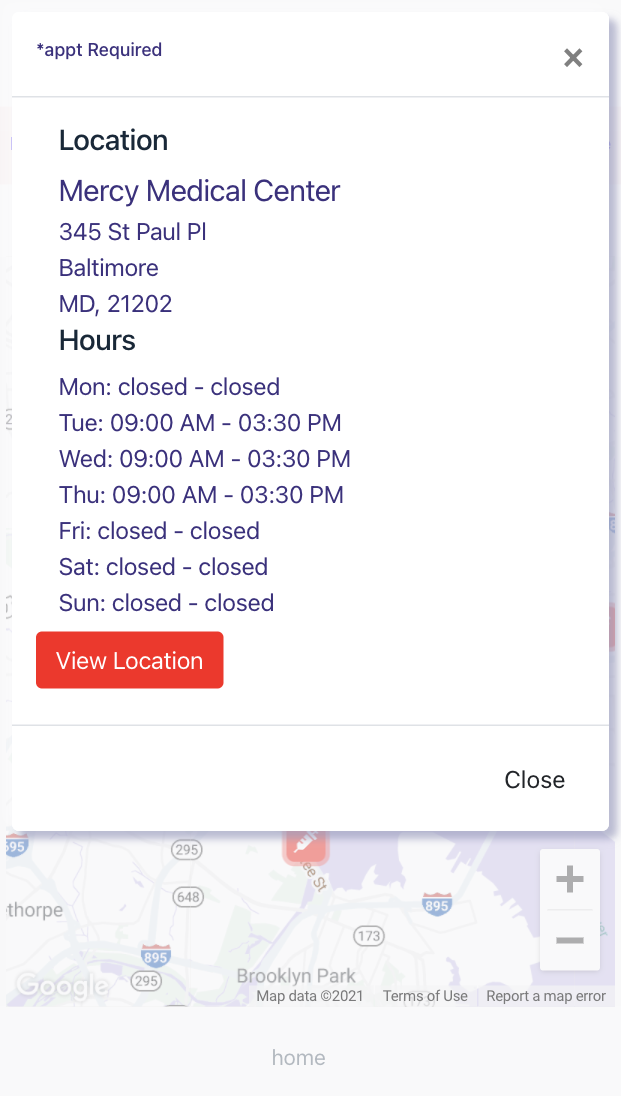 *appt Required
×
Location
Mercy Medical Center
345 St Paul Pl
Baltimore
MD, 21202
Hours
Mon: closed - closed
Tue: 09:00 AM - 03:30 PM
Wed: 09:00 AM - 03:30 PM
Thu: 09:00 AM - 03:30 PM
Fri: closed - closed
Sat: closed - closed
Sun: closed - closed
View Location
Close
695
295
ee St
648
thorpe
895
173
895
295
Brooklyn Park
Google
Map data ©2021 Terms of Use Report a map error
home